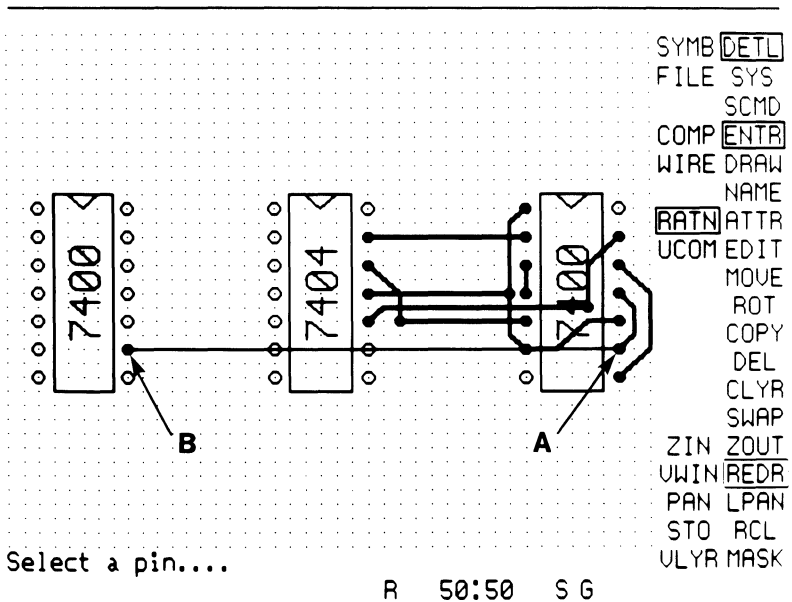 SYMB DETL
FILE SYS
SCMD
COMP ENTR
WIRE DRAW
NAME
RATN ATTR
UCOM EDIT
MOVE
ROT
COPY
DEL
CLYR
SWAP
ZIN ZOUT
VWIN REDR
PAN LPAN
STO RCL
VLYR MASK
7400
7404
7400
B
A
Select a pin....
R 50:50 S G